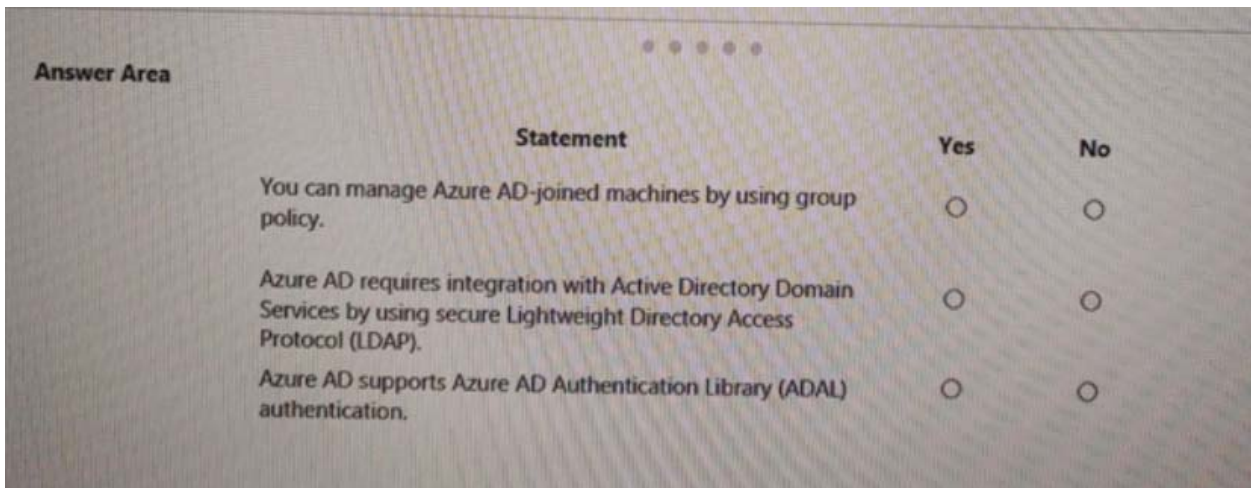 Answer Area
Statement
Yes
No
You can manage Azure AD-joined machines by using group
policy.
Azure AD requires integration with Active Directory Domain
Services by using secure Lightweight Directory Access
Protocol (LDAP).
Azure AD supports Azure AD Authentication Library (ADAL)
authentication.